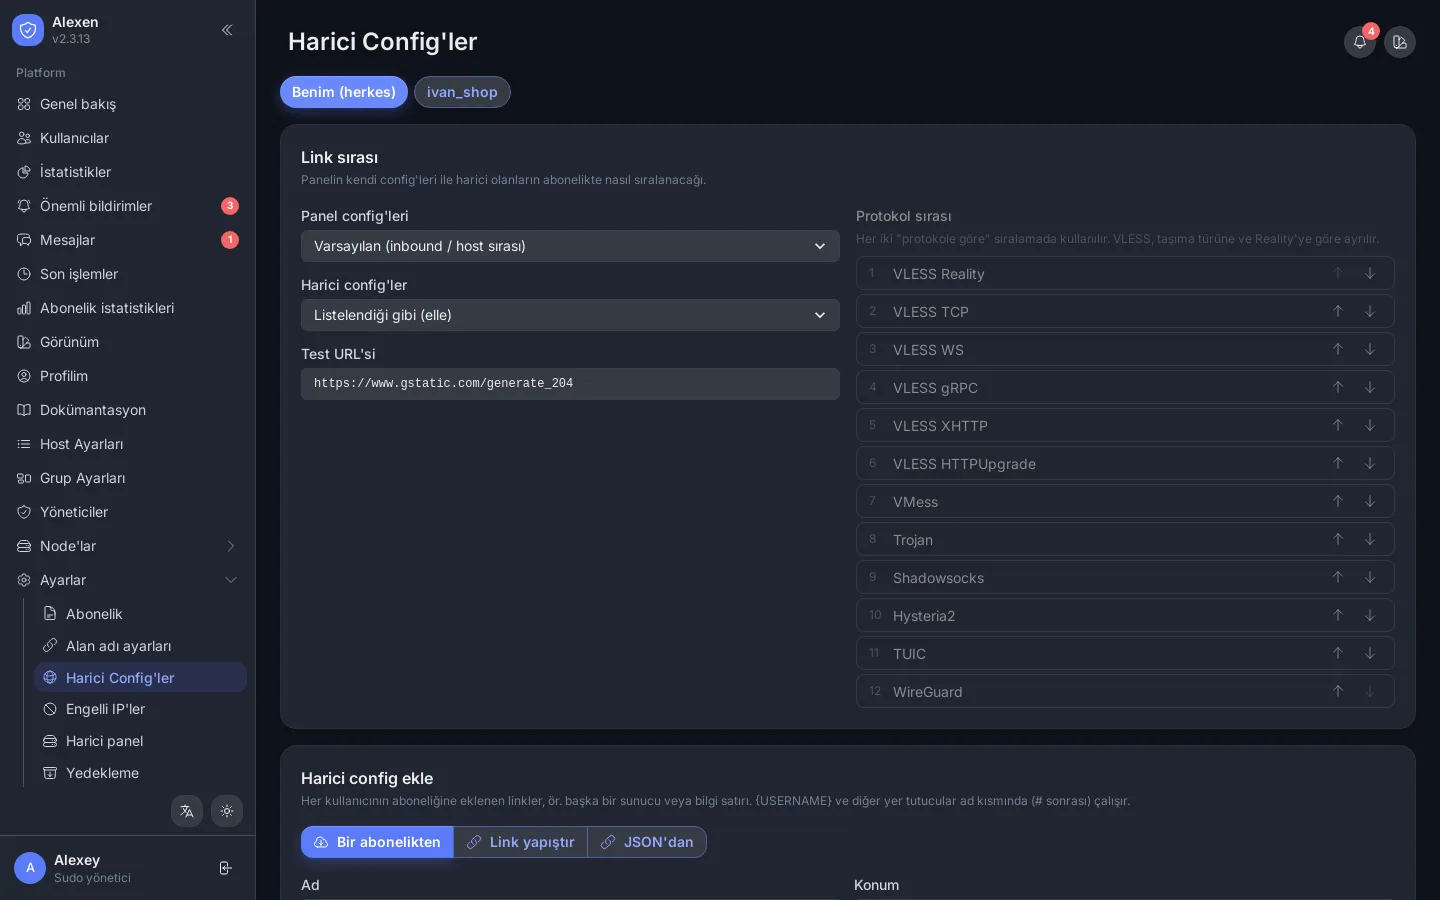 Alexen
v2.3.13
Platform
Genel bakış
Kullanıcılar
İstatistikler
Önemli bildirimler
3
Mesajlar
1
Son işlemler
Abonelik istatistikleri
Görünüm
Profilim
Dokümantasyon
Host Ayarları
Grup Ayarları
Yöneticiler
Node'lar
Ayarlar
Abonelik
Alan adı ayarları
Harici Config'ler
Engelli IP'ler
Harici panel
Yedekleme
A
Alexey
Sudo yönetici
Harici Config'ler
4
Benim (herkes)
ivan_shop
Link sırası
Panelin kendi config'leri ile harici olanların abonelikte nasıl sıralanacağı.
Panel config'leri
Varsayılan (inbound / host sırası)
Harici config'ler
Listelendiği gibi (elle)
Test URL'si
https://www.gstatic.com/generate_204
Protokol sırası
Her iki "protokole göre" sıralamada kullanılır. VLESS, taşıma türüne ve Reality'ye göre ayrılır.
1 VLESS Reality
2 VLESS TCP
3 VLESS WS
4 VLESS gRPC
5 VLESS XHTTP
6 VLESS HTTPUpgrade
7 VMess
8 Trojan
9 Shadowsocks
10 Hysteria2
11 TUIC
12 WireGuard
Harici config ekle
Her kullanıcının aboneliğine eklenen linkler, ör. başka bir sunucu veya bilgi satırı. {USERNAME} ve diğer yer tutucular ad kısmında (# sonrası) çalışır.
Bir abonelikten
Link yapıştır
JSON'dan
Ad
Konum